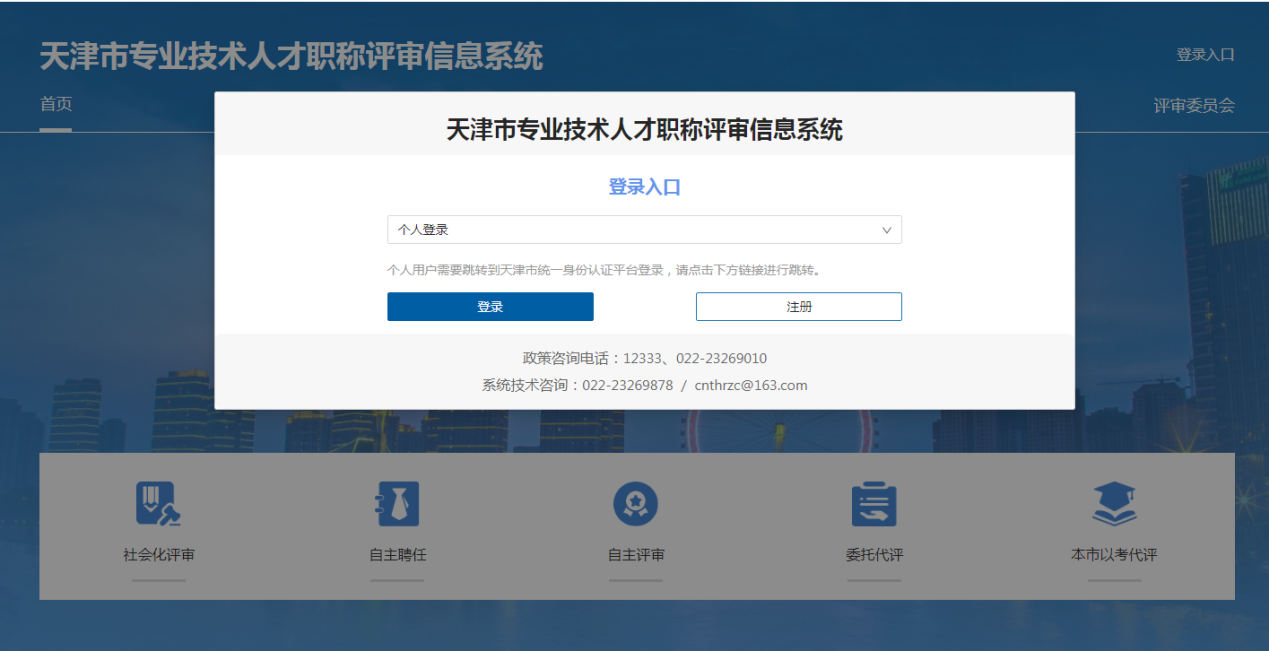 天津市专业技术人才职称评审信息系统
登录入口
首页
评审委员会
天津市专业技术人才职称评审信息系统
登录入口
个人登录
个人用户需要跳转到天津市统一身份认证平台登录，请点击下方链接进行跳转。
登录
注册
政策咨询电话：12333、022-23269010
系统技术咨询：022-23269878 / cnthrzc@163.com
社会化评审
自主聘任
自主评审
委托代评
本市以考代评